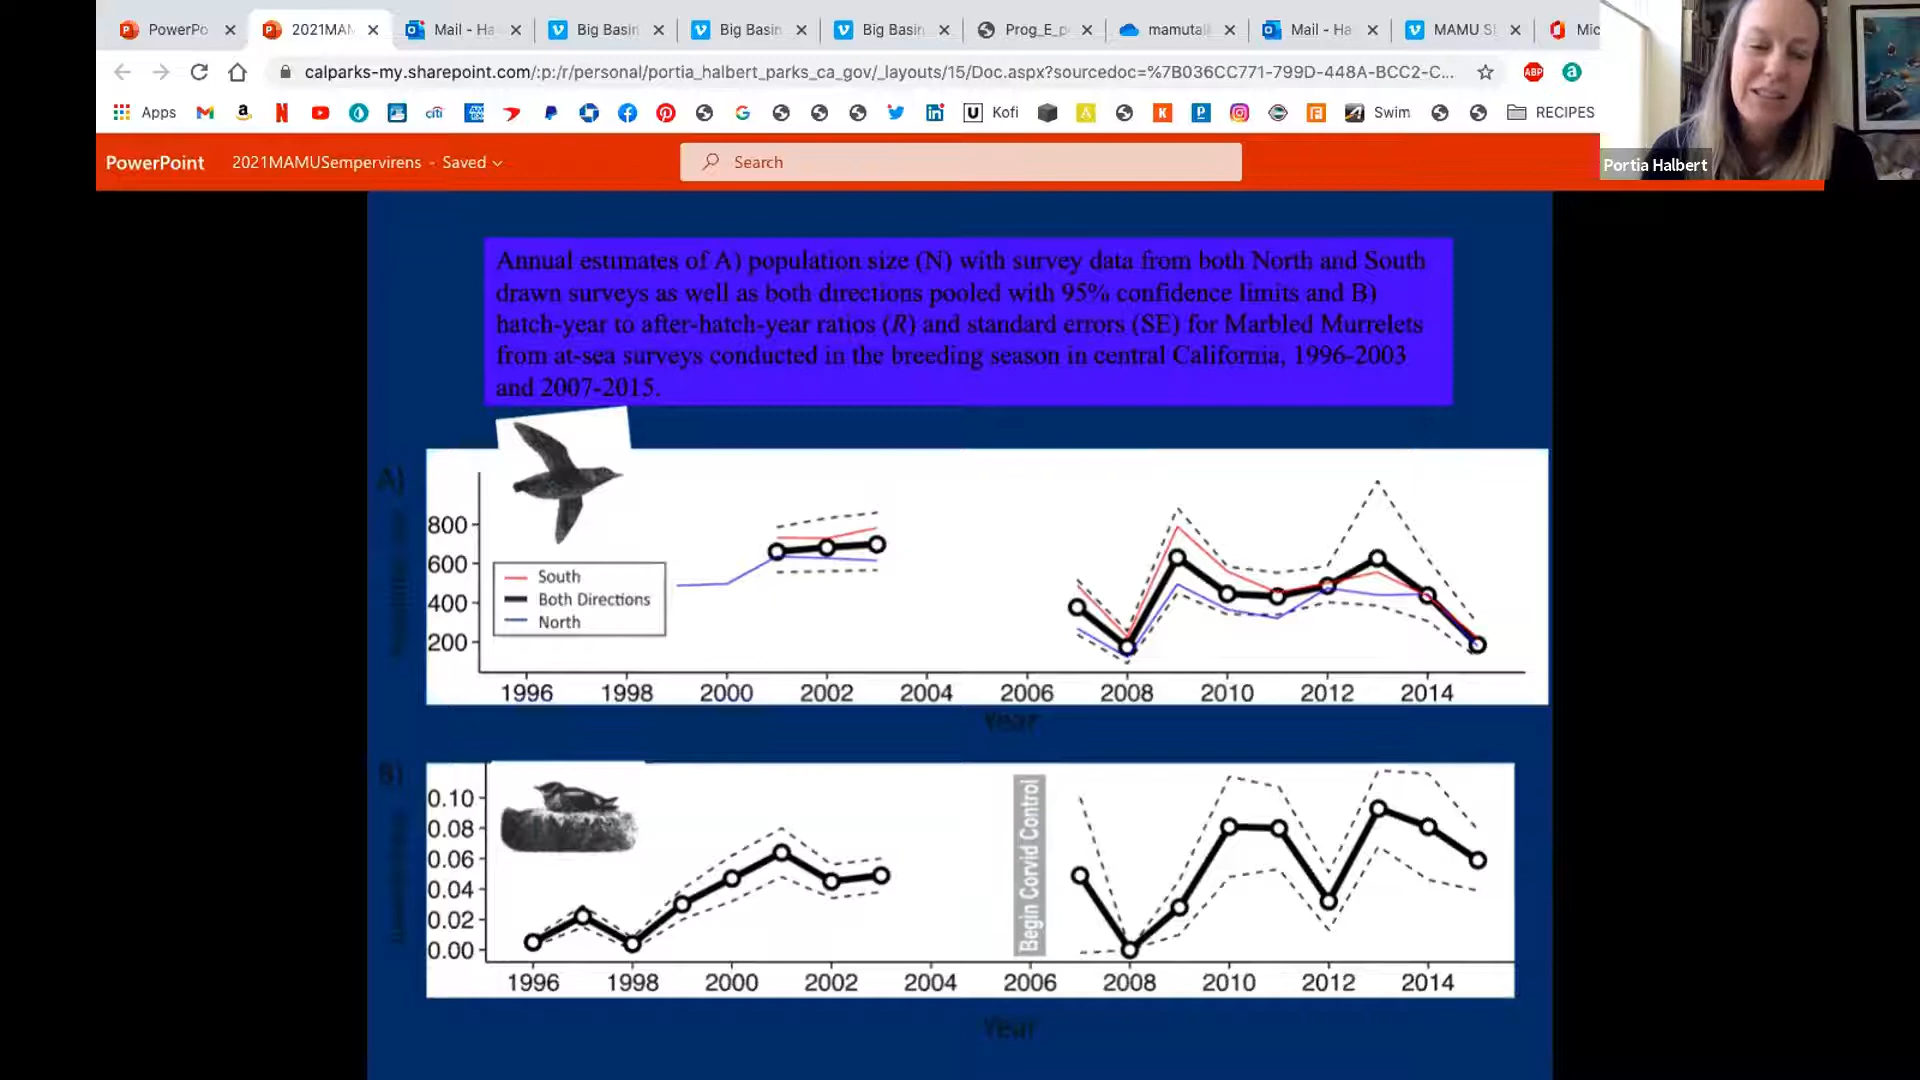 PowerPo
2021MAM
Mail - Ha
Big Basin
Big Basin
Big Basin
Prog_E_p
mamutal
Mail - Ha
MAMU S
Mic
calparks-my.sharepoint.com/:p:/r/personal/portia_halbert_parks_ca_gov/_layouts/15/Doc.aspx?sourcedoc=%7B036CC771-799D-448A-BCC2-C...
ABP
a
Apps
citi
Kofi
Swim
RECIPES
PowerPoint
2021MAMUSempervirens - Saved
Search
Portia Halbert
Annual estimates of A) population size (N) with survey data from both North and South
drawn surveys as well as both directions pooled with 95% confidence limits and B)
hatch-year to after-hatch-year ratios (R) and standard errors (SE) for Marbled Murrelets
from at-sea surveys conducted in the breeding season in central California, 1996-2003
and 2007-2015.
A)
800
600
400
200
South
Both Directions
North
1996 1998 2000 2002 2004 2006 2008 2010 2012 2014
Year
B)
0.10
0.08
0.06
0.04
0.02
0.00
Begin Corvid Control
1996 1998 2000 2002 2004 2006 2008 2010 2012 2014
Year